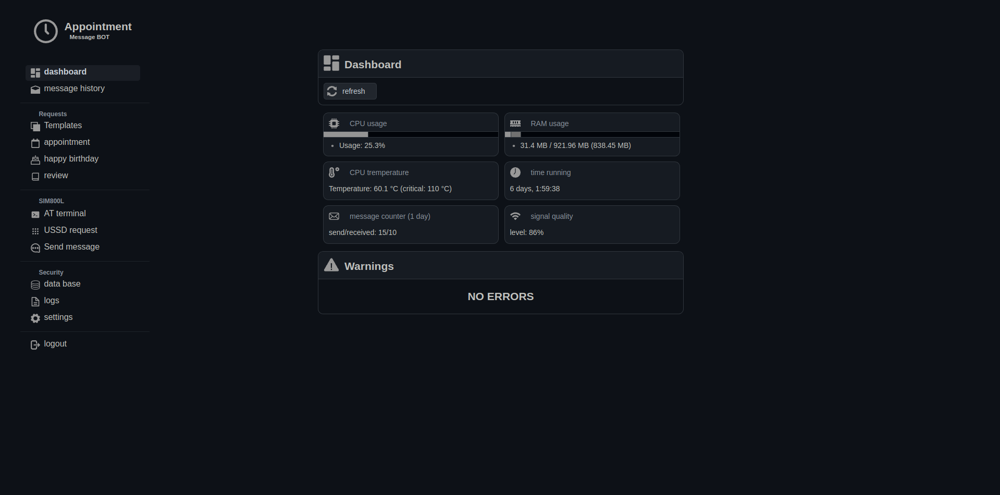 Appointment
Message BOT
dashboard
message history
Requests
Templates
appointment
happy birthday
review
SIM800L
AT terminal
USSD request
Send message
Security
data base
logs
settings
logout
Dashboard
refresh
CPU usage
Usage: 25.3%
RAM usage
31.4 MB / 921.96 MB (838.45 MB)
CPU tremperature
Temperature: 60.1 °C (critical: 110 °C)
time running
6 days, 1:59:38
message counter (1 day)
send/received: 15/10
signal quality
level: 86%
Warnings
NO ERRORS